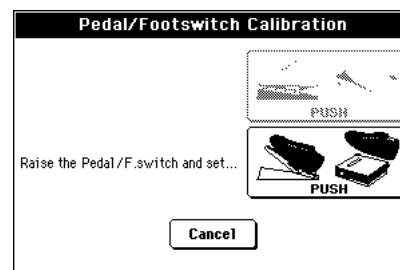 Pedal/Footswitch Calibration
PUSH
Raise the Pedal/F.switch and set...
PUSH
Cancel